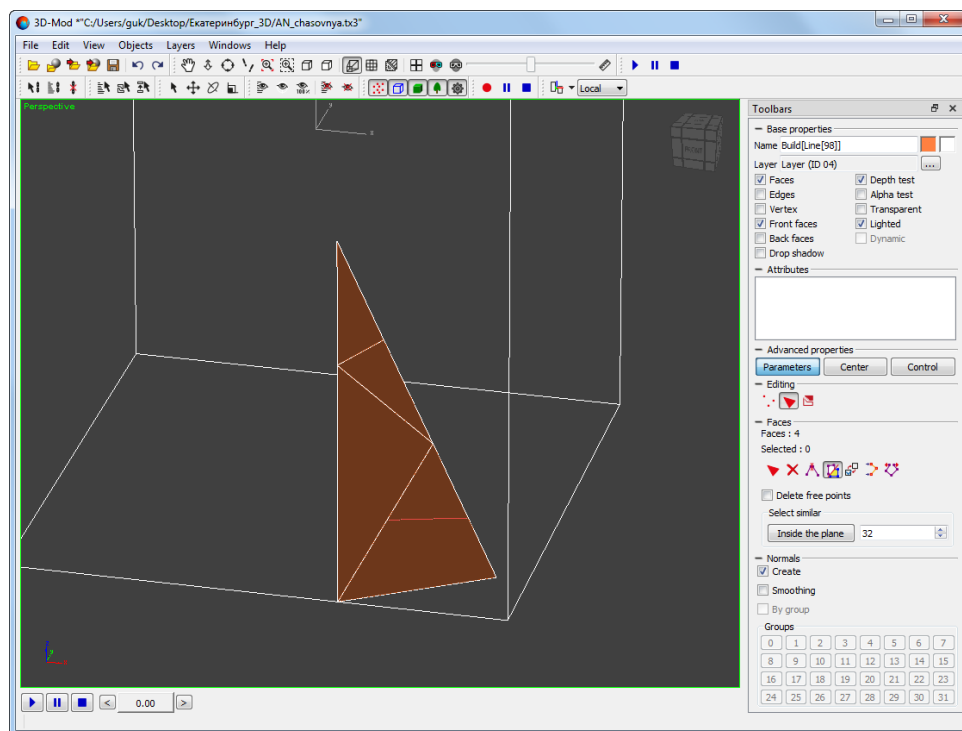 3D-Mod *"C:/Users/guk/Desktop/Екатеринбург_3D/AN_chasovnya.tx3"
File Edit View Objects Layers Windows Help
100%
Local
Perspective
y
x
Toolbars
Base properties
Name Build[Line[98]]
Layer Layer (ID 04) ...
Faces Depth test
Edges Alpha test
Vertex Transparent
Front faces Lighted
Back faces Dynamic
Drop shadow
Attributes
Advanced properties
Parameters Center Control
Editing
Faces
Faces : 4
Selected : 0
Delete free points
Select similar
Inside the plane 32
Normals
Create
Smoothing
By group
Groups
0 1 2 3 4 5 6 7
8 9 10 11 12 13 14 15
16 17 18 19 20 21 22 23
24 25 26 27 28 29 30 31
< 0.00 >